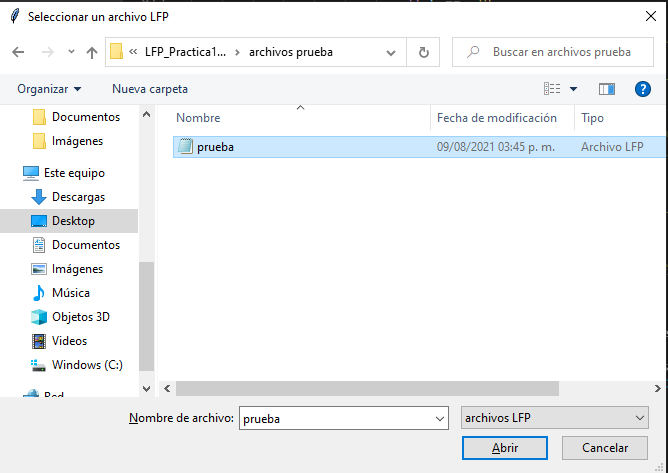 Seleccionar un archivo LFP
« LFP_Practica1... > archivos prueba
Buscar en archivos prueba
Organizar
Nueva carpeta
Documentos
Imágenes
Este equipo
Descargas
Desktop
Documentos
Imágenes
Música
Objetos 3D
Videos
Windows (C:)
Red
Nombre Fecha de modificación Tipo
prueba 09/08/2021 03:45 p. m. Archivo LFP
Nombre de archivo: prueba
archivos LFP
Abrir Cancelar